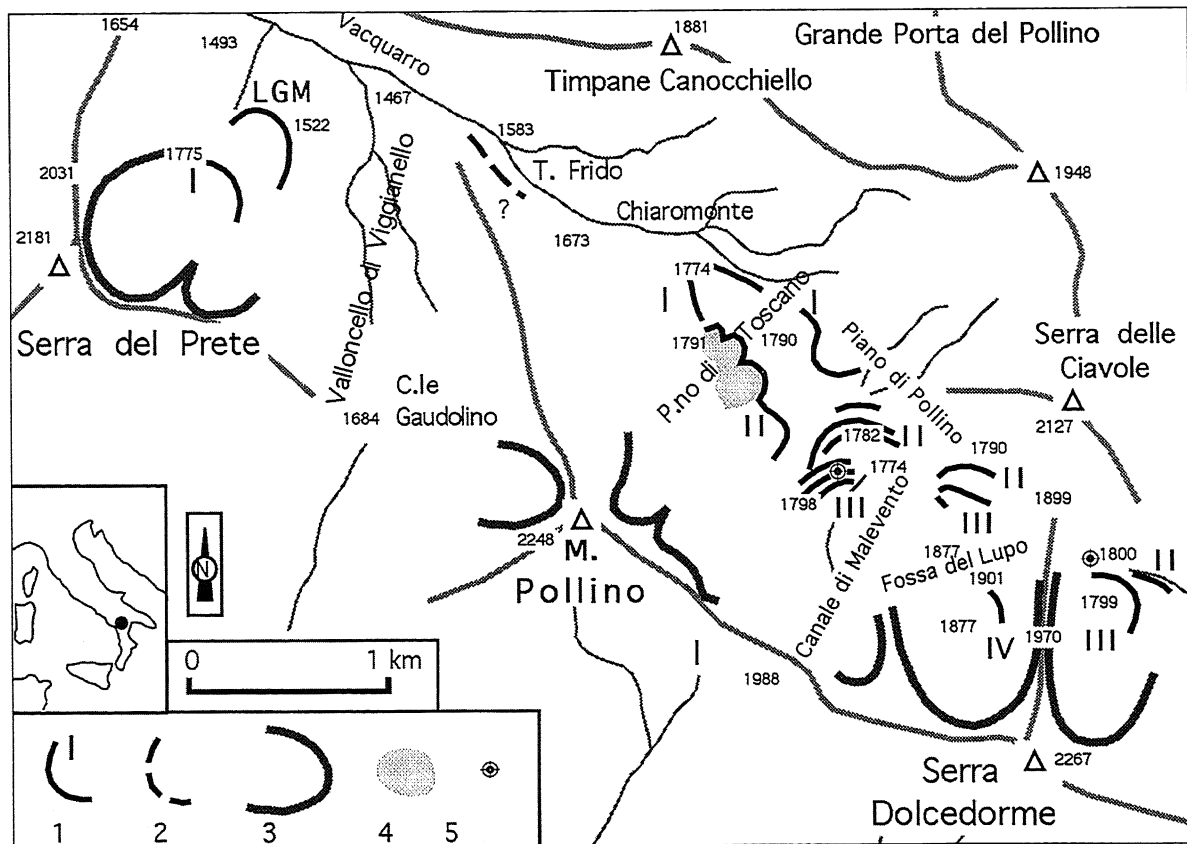 1654
1493
Vacquarro
1881
Grande Porta del Pollino
Timpane Canocchiello
LGM
1522
1467
1583
1775
I
2031
T. Frido
1948
?
Chiaromonte
1673
2181
Valloncello di Viggianello
1774
I
I
Serra del Prete
1791
P.no di Toscano
1790
Piano di Pollino
Serra delle
Ciavole
C.le
Gaudolino
1684
II
2127
1782
II
1790
1774
II
1798
III
1899
III
2248
M.
Pollino
Canale di Malevento
1877
Fossa del Lupo
1800
II
1901
1799
N
1877
IV
1970
III
0
1 km
1988
I
2267
Serra
Dolcedorme
I
1
2
3
4
5